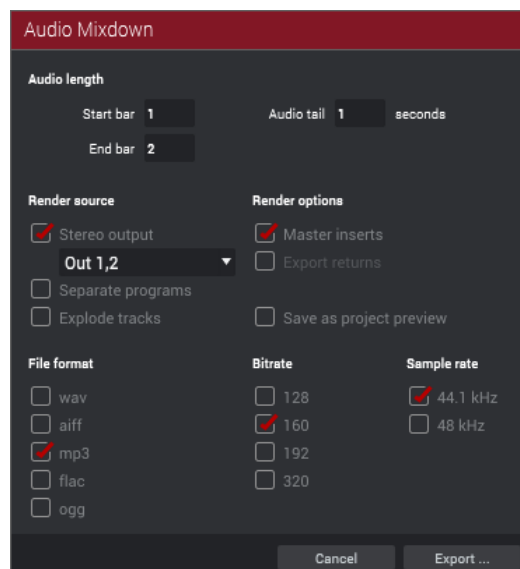 Audio Mixdown
Audio length
Start bar 1 Audio tail 1 seconds
End bar 2
Render source Render options
Stereo output Master inserts
Out 1,2 Export returns
Separate programs
Explode tracks Save as project preview
File format Bitrate Sample rate
wav 128 44.1 kHz
aiff 160 48 kHz
mp3 192
flac 320
ogg
Cancel Export ...